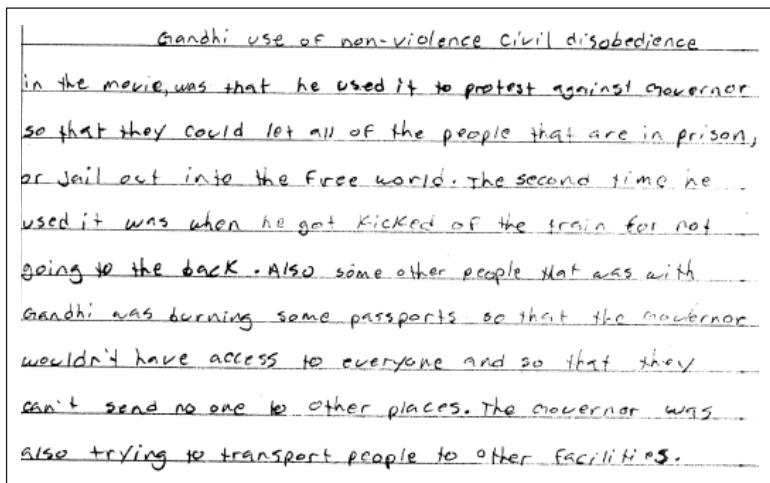 Gandhi use of non-violence civil disobedience
in the movie, was that he used it to protest against Governor
so that they could let all of the people that are in prison,
or Jail out into the free world. The second time he
used it was when he got kicked of the train for not
going to the back. Also some other people that was with
Gandhi was burning some passports so that the Governor
wouldn't have access to everyone and so that they
can't send no one to other places. The Governor was
also trying to transport people to other facilities.